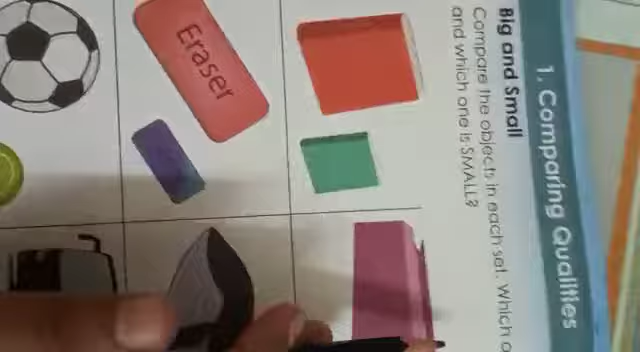 1. Comparing Qualities
Big and Small
Compare the objects in each set. Which
and which one is SMALL?
Eraser